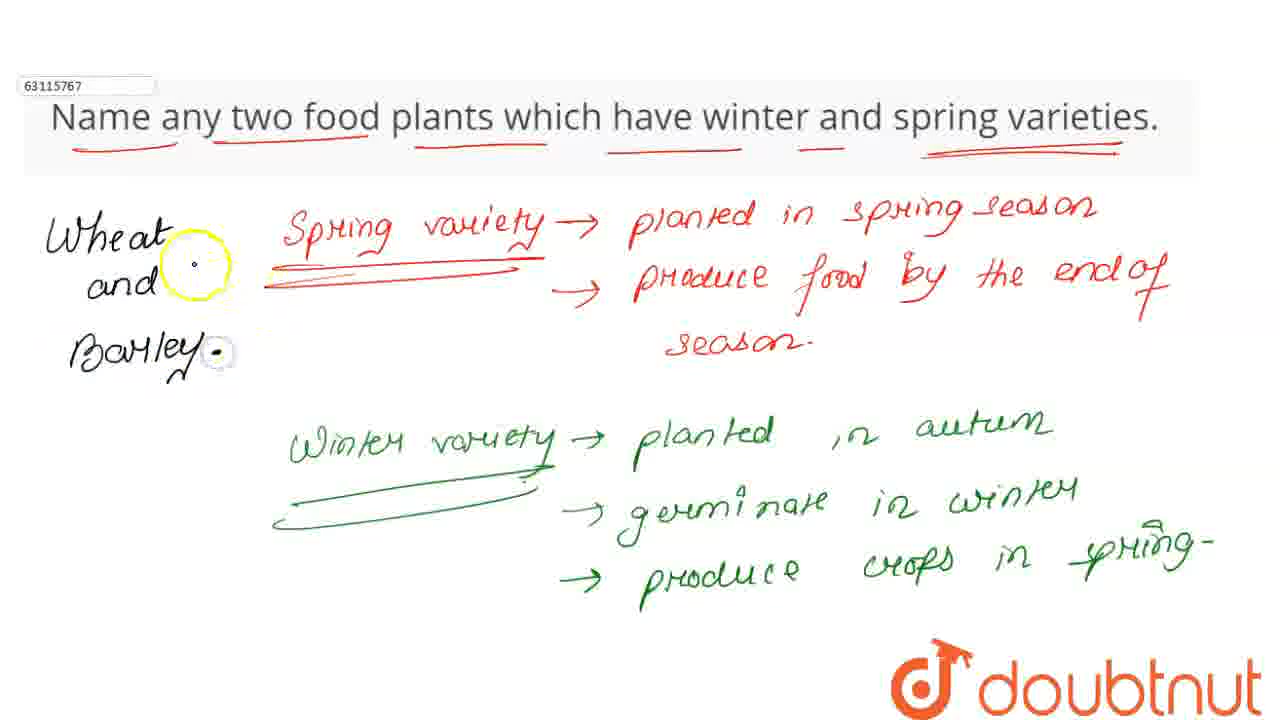 63115767
Name any two food plants which have winter and spring varieties.
Wheat
and
Barley.
Spring variety → planted in spring season
→ produce food by the end of
season.
Winter variety → planted in autum
→ germinate in winter
→ produce crops in spring-
doubtnut